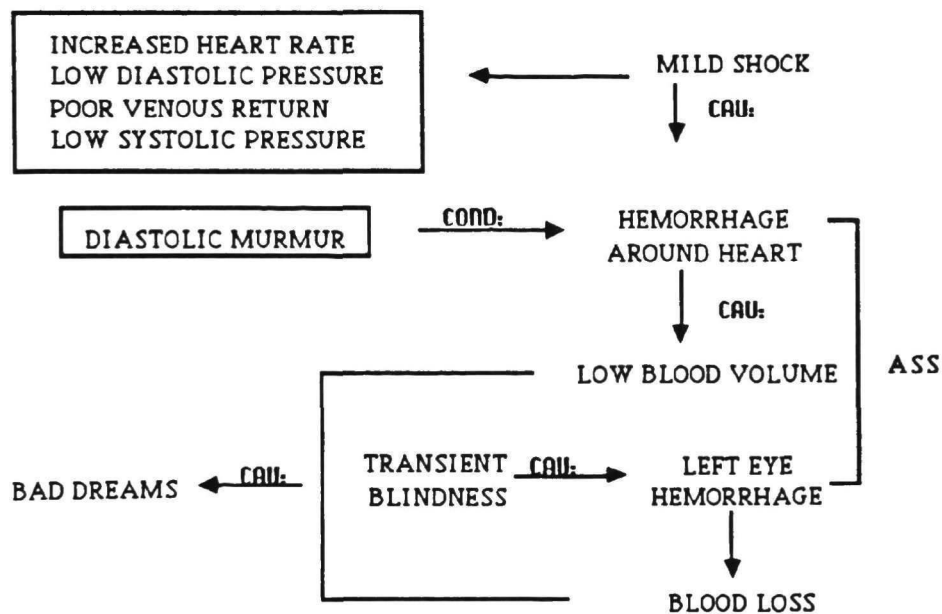 INCREASED HEART RATE
LOW DIASTOLIC PRESSURE
POOR VENOUS RETURN
LOW SYSTOLIC PRESSURE
MILD SHOCK
CAU:
DIASTOLIC MURMUR
COND:
HEMORRHAGE
AROUND HEART
CAU:
LOW BLOOD VOLUME
ASS
BAD DREAMS
CAU:
TRANSIENT
BLINDNESS
CAU:
LEFT EYE
HEMORRHAGE
BLOOD LOSS